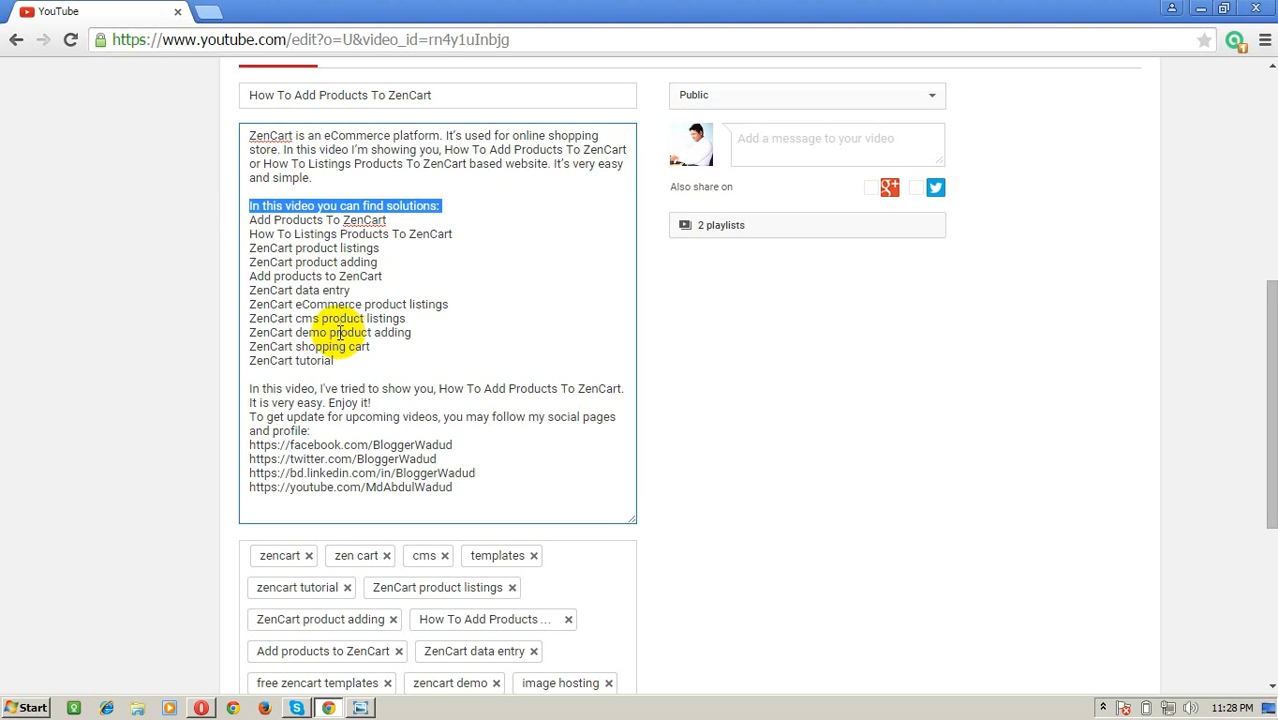 YouTube
https://www.youtube.com/edit?o=U&video_id=rn4y1uInbjg
How To Add Products To ZenCart
Public
ZenCart is an eCommerce platform. It's used for online shopping
store. In this video I'm showing you, How To Add Products To ZenCart
or How To Listings Products To ZenCart based website. It's very easy
and simple.
Add a message to your video
Also share on
In this video you can find solutions:
Add Products To ZenCart
2 playlists
How To Listings Products To ZenCart
ZenCart product listings
ZenCart product adding
Add products to ZenCart
ZenCart data entry
ZenCart eCommerce product listings
ZenCart cms product listings
ZenCart demo product adding
ZenCart shopping cart
ZenCart tutorial
In this video, I've tried to show you, How To Add Products To ZenCart.
It is very easy. Enjoy it!
To get update for upcoming videos, you may follow my social pages
and profile:
https://facebook.com/BloggerWadud
https://twitter.com/BloggerWadud
https://bd.linkedin.com/in/BloggerWadud
https://youtube.com/MdAbdulWadud
zencart zen cart cms templates
zencart tutorial ZenCart product listings
ZenCart product adding How To Add Products ...
Add products to ZenCart ZenCart data entry
free zencart templates zencart demo image hosting
Start
11:28 PM